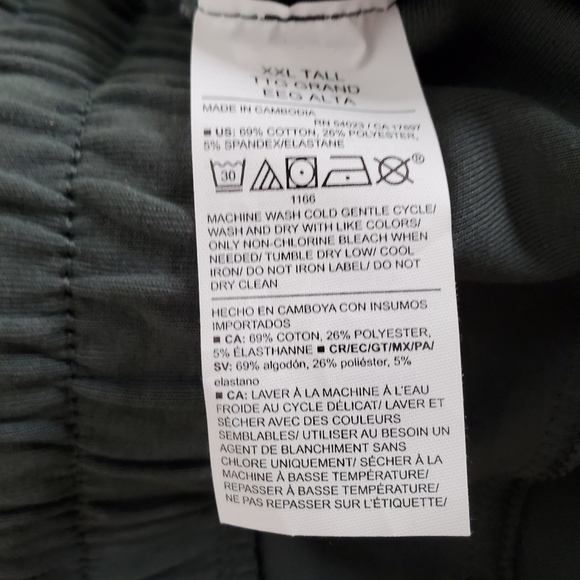 XXL TALL
TTG GRAND
EEG ALTA
MADE IN CAMBODIA
RN 54023 / CA 17897
■ US: 69% COTTON, 26% POLYESTER,
5% SPANDEX/ELASTANE
30
®
1166
MACHINE WASH COLD GENTLE CYCLE/
WASH AND DRY WITH LIKE COLORS/
ONLY NON-CHLORINE BLEACH WHEN
NEEDED/ TUMBLE DRY LOW/ COOL
IRON/ DO NOT IRON LABEL/ DO NOT
DRY CLEAN
HECHO EN CAMBOYA CON INSUMOS
IMPORTADOS
■ CA: 69% COTON, 26% POLYESTER,
5% ÉLASTHANNE ■ CR/EC/GT/MX/PA/
SV: 69% algodón, 26% poliéster, 5%
elastano
■ CA: LAVER À LA MACHINE À L'EAU
FROIDE AU CYCLE DÉLICAT/ LAVER ET
SÉCHER AVEC DES COULEURS
SEMBLABLES/ UTILISER AU BESOIN UN
AGENT DE BLANCHIMENT SANS
CHLORE UNIQUEMENT/ SÉCHER À LA
MACHINE À BASSE TEMPÉRATURE/
REPASSER À BASSE TEMPÉRATURE/
NE PAS REPASSER SUR L'ÉTIQUETTE/